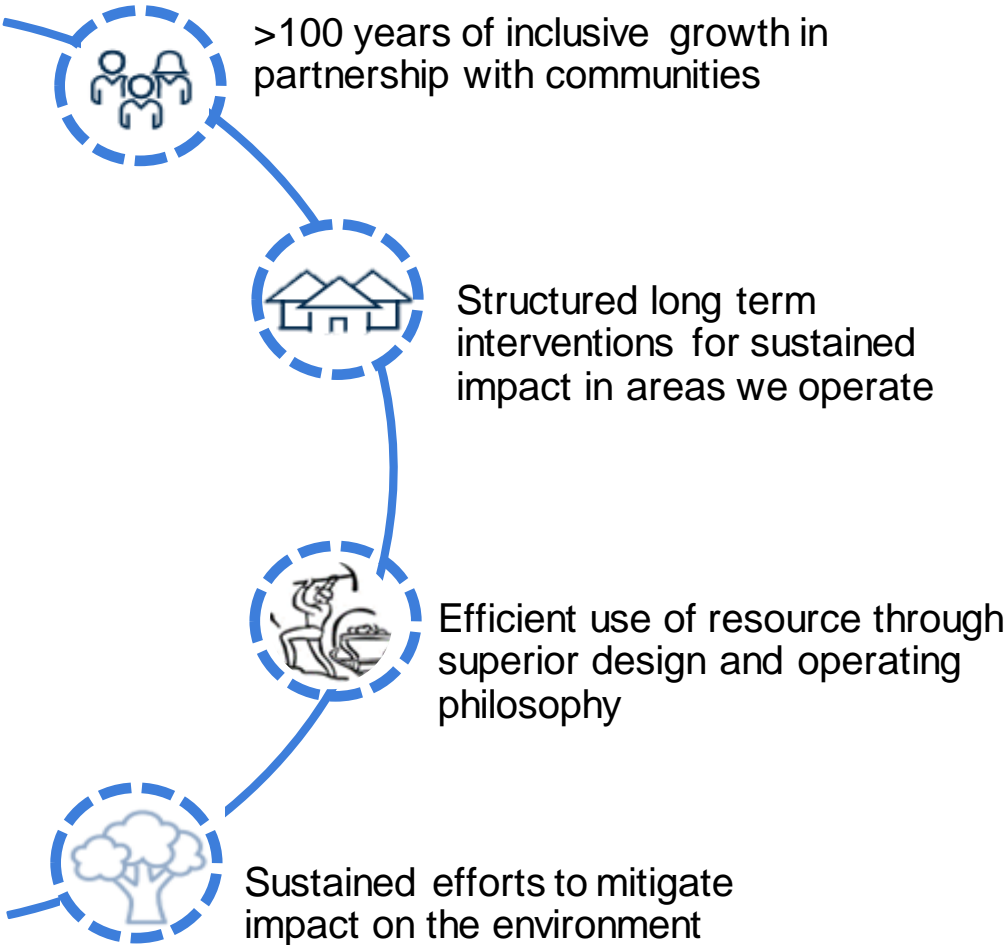 >100 years of inclusive growth in
partnership with communities
Structured long term
interventions for sustained
impact in areas we operate
Efficient use of resource through
superior design and operating
philosophy
Sustained efforts to mitigate
impact on the environment